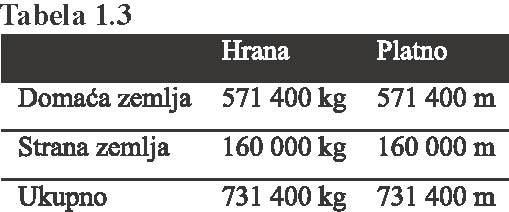 Tabela 1.3
Hrana Platno
Domaća zemlja 571 400 kg 571 400 m
Strana zemlja 160 000 kg 160 000 m
Ukupno 731 400 kg 731 400 m